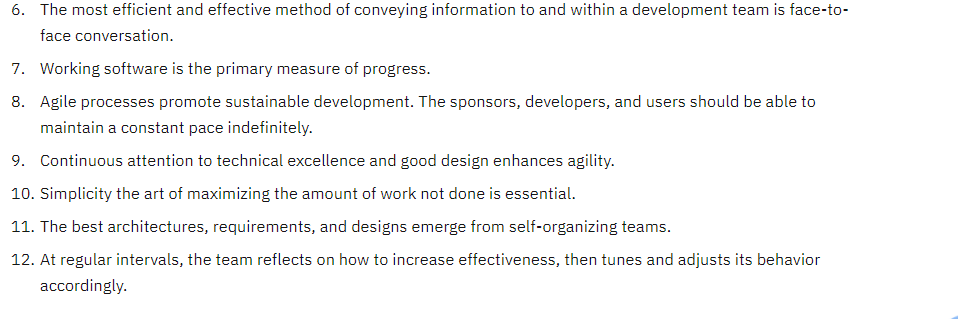 6. The most efficient and effective method of conveying information to and within a development team is face-to-
face conversation.
7. Working software is the primary measure of progress.
8. Agile processes promote sustainable development. The sponsors, developers, and users should be able to
maintain a constant pace indefinitely.
9. Continuous attention to technical excellence and good design enhances agility.
10. Simplicity the art of maximizing the amount of work not done is essential.
11. The best architectures, requirements, and designs emerge from self-organizing teams.
12. At regular intervals, the team reflects on how to increase effectiveness, then tunes and adjusts its behavior
accordingly.